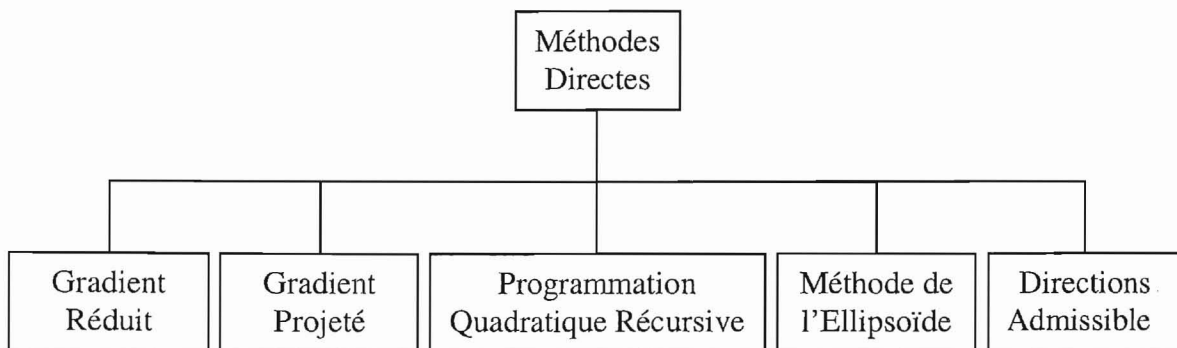 Méthodes
Directes
Gradient
Réduit
Gradient
Projeté
Programmation
Quadratique Récursive
Méthode de
l'Ellipsoïde
Directions
Admissible